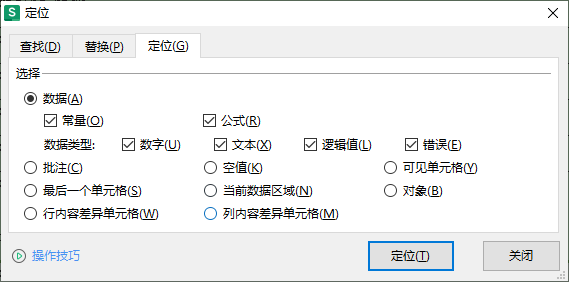 定位
查找(D) 替换(P) 定位(G)
选择
数据(A)
常量(O) 公式(R)
数据类型: 数字(U) 文本(X) 逻辑值(L) 错误(E)
批注(C) 空值(K) 可见单元格(Y)
最后一个单元格(S) 当前数据区域(N) 对象(B)
行内容差异单元格(W) 列内容差异单元格(M)
操作技巧 定位(T) 关闭